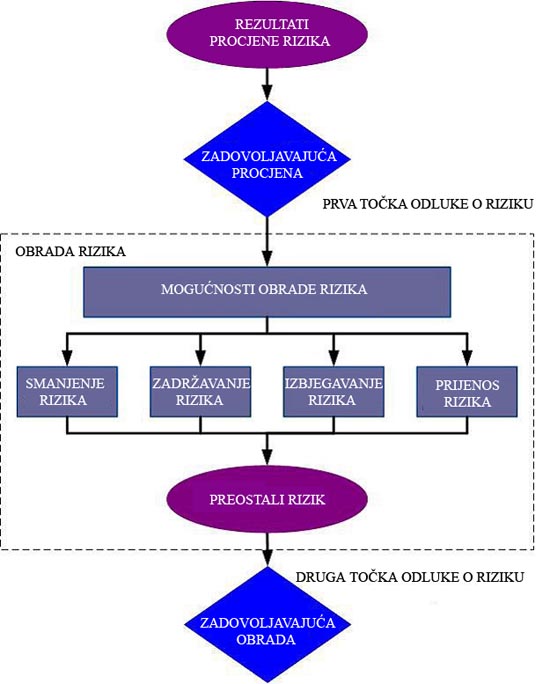 REZULTATI
PROCJENE RIZIKA
ZADOVOLJAVAJUĆA
PROCJENA
PRVA TOČKA ODLUKE O RIZIKU
OBRADA RIZIKA
MOGUĆNOSTI OBRADE RIZIKA
SMANJENJE
RIZIKA
ZADRŽAVANJE
RIZIKA
IZBJEGAVANJE
RIZIKA
PRIJENOS
RIZIKA
PREOSTALI RIZIK
DRUGA TOČKA ODLUKE O RIZIKU
ZADOVOLJAVAJUĆA
OBRADA